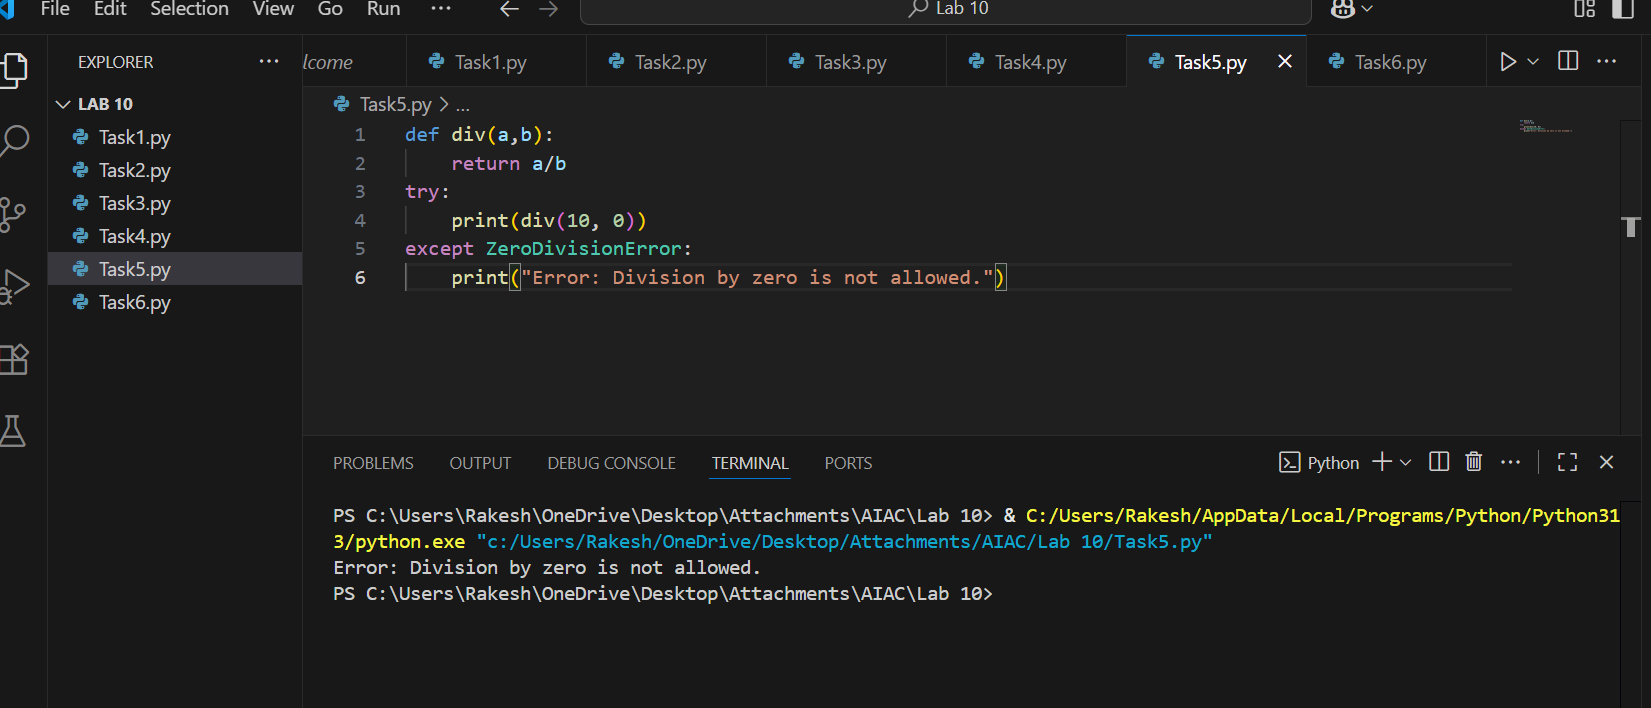 File Edit Selection View Go Run ··· Lab 10
EXPLORER ···
lcome Task1.py Task2.py Task3.py Task4.py Task5.py Task6.py ···
LAB 10
Task1.py
Task2.py
Task3.py
Task4.py
Task5.py
Task6.py
Task5.py > ...
1 def div(a,b):
2     return a/b
3 try:
4     print(div(10, 0))
5 except ZeroDivisionError:
6     print("Error: Division by zero is not allowed.")
PROBLEMS OUTPUT DEBUG CONSOLE TERMINAL PORTS Python ···
PS C:\Users\Rakesh\OneDrive\Desktop\Attachments\AIAC\Lab 10> & C:/Users/Rakesh/AppData/Local/Programs/Python/Python31
3/python.exe "c:/Users/Rakesh/OneDrive/Desktop/Attachments/AIAC/Lab 10/Task5.py"
Error: Division by zero is not allowed.
PS C:\Users\Rakesh\OneDrive\Desktop\Attachments\AIAC\Lab 10>